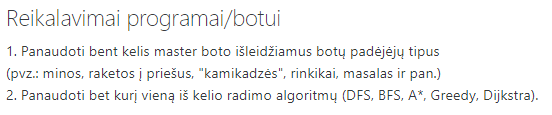 Reikalavimai programai/botui
1. Panaudoti bent kelis master boto išleidžiamus botų padėjėjų tipus
(pvz.: minos, raketos į priešus, "kamikadzės", rinkikai, masalas ir pan.)
2. Panaudoti bet kurį vieną iš kelio radimo algoritmų (DFS, BFS, A*, Greedy, Dijkstra).